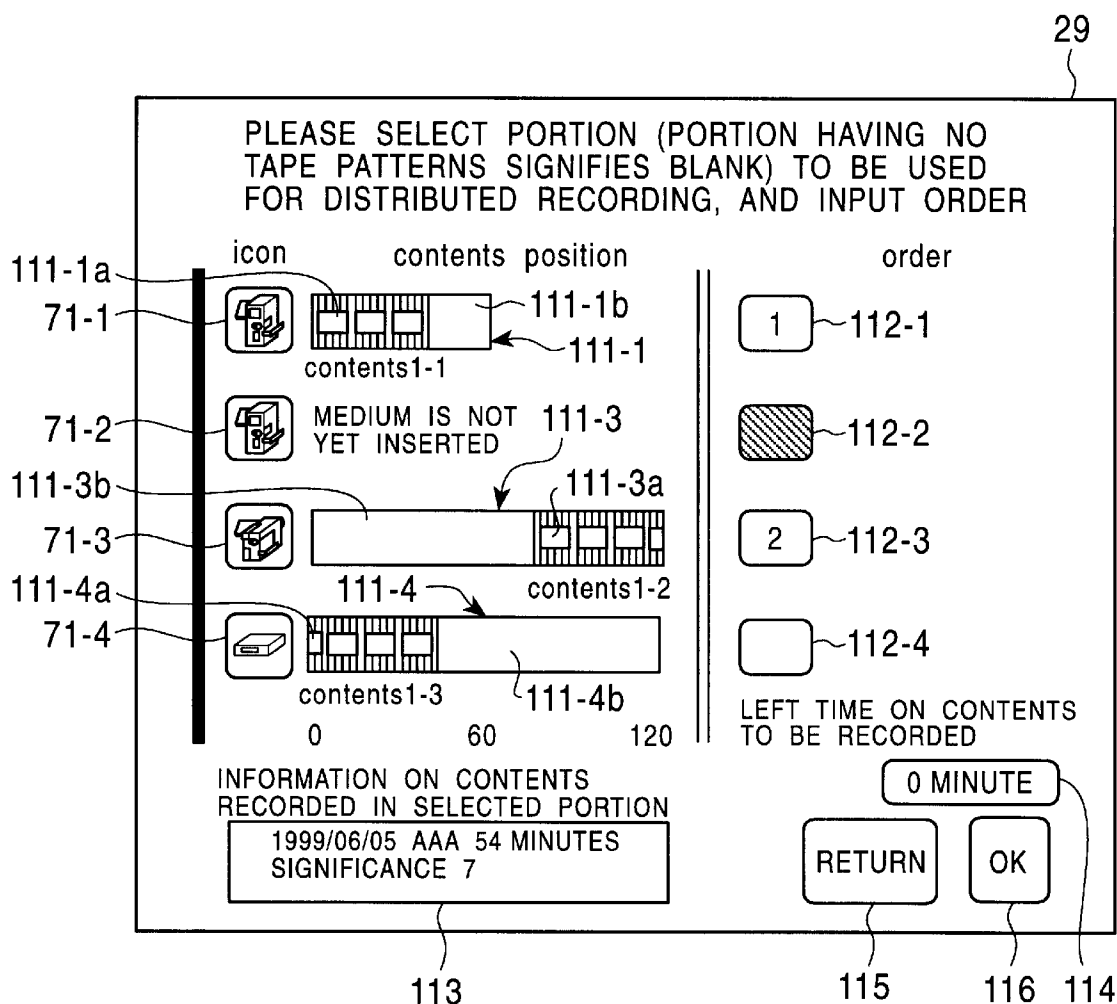 29
PLEASE SELECT PORTION (PORTION HAVING NO
TAPE PATTERNS SIGNIFIES BLANK) TO BE USED
FOR DISTRIBUTED RECORDING, AND INPUT ORDER
icon contents position order
111-1a
71-1
111-1b
111-1
contents1-1
1
112-1
71-2
MEDIUM IS NOT
YET INSERTED
111-3
112-2
111-3b
111-3a
71-3
contents1-2
2
112-3
111-4a
111-4
71-4
contents1-3
111-4b
112-4
0 60 120
LEFT TIME ON CONTENTS
TO BE RECORDED
0 MINUTE
INFORMATION ON CONTENTS
RECORDED IN SELECTED PORTION
1999/06/05 AAA 54 MINUTES
SIGNIFICANCE 7
RETURN
OK
113
115
116
114